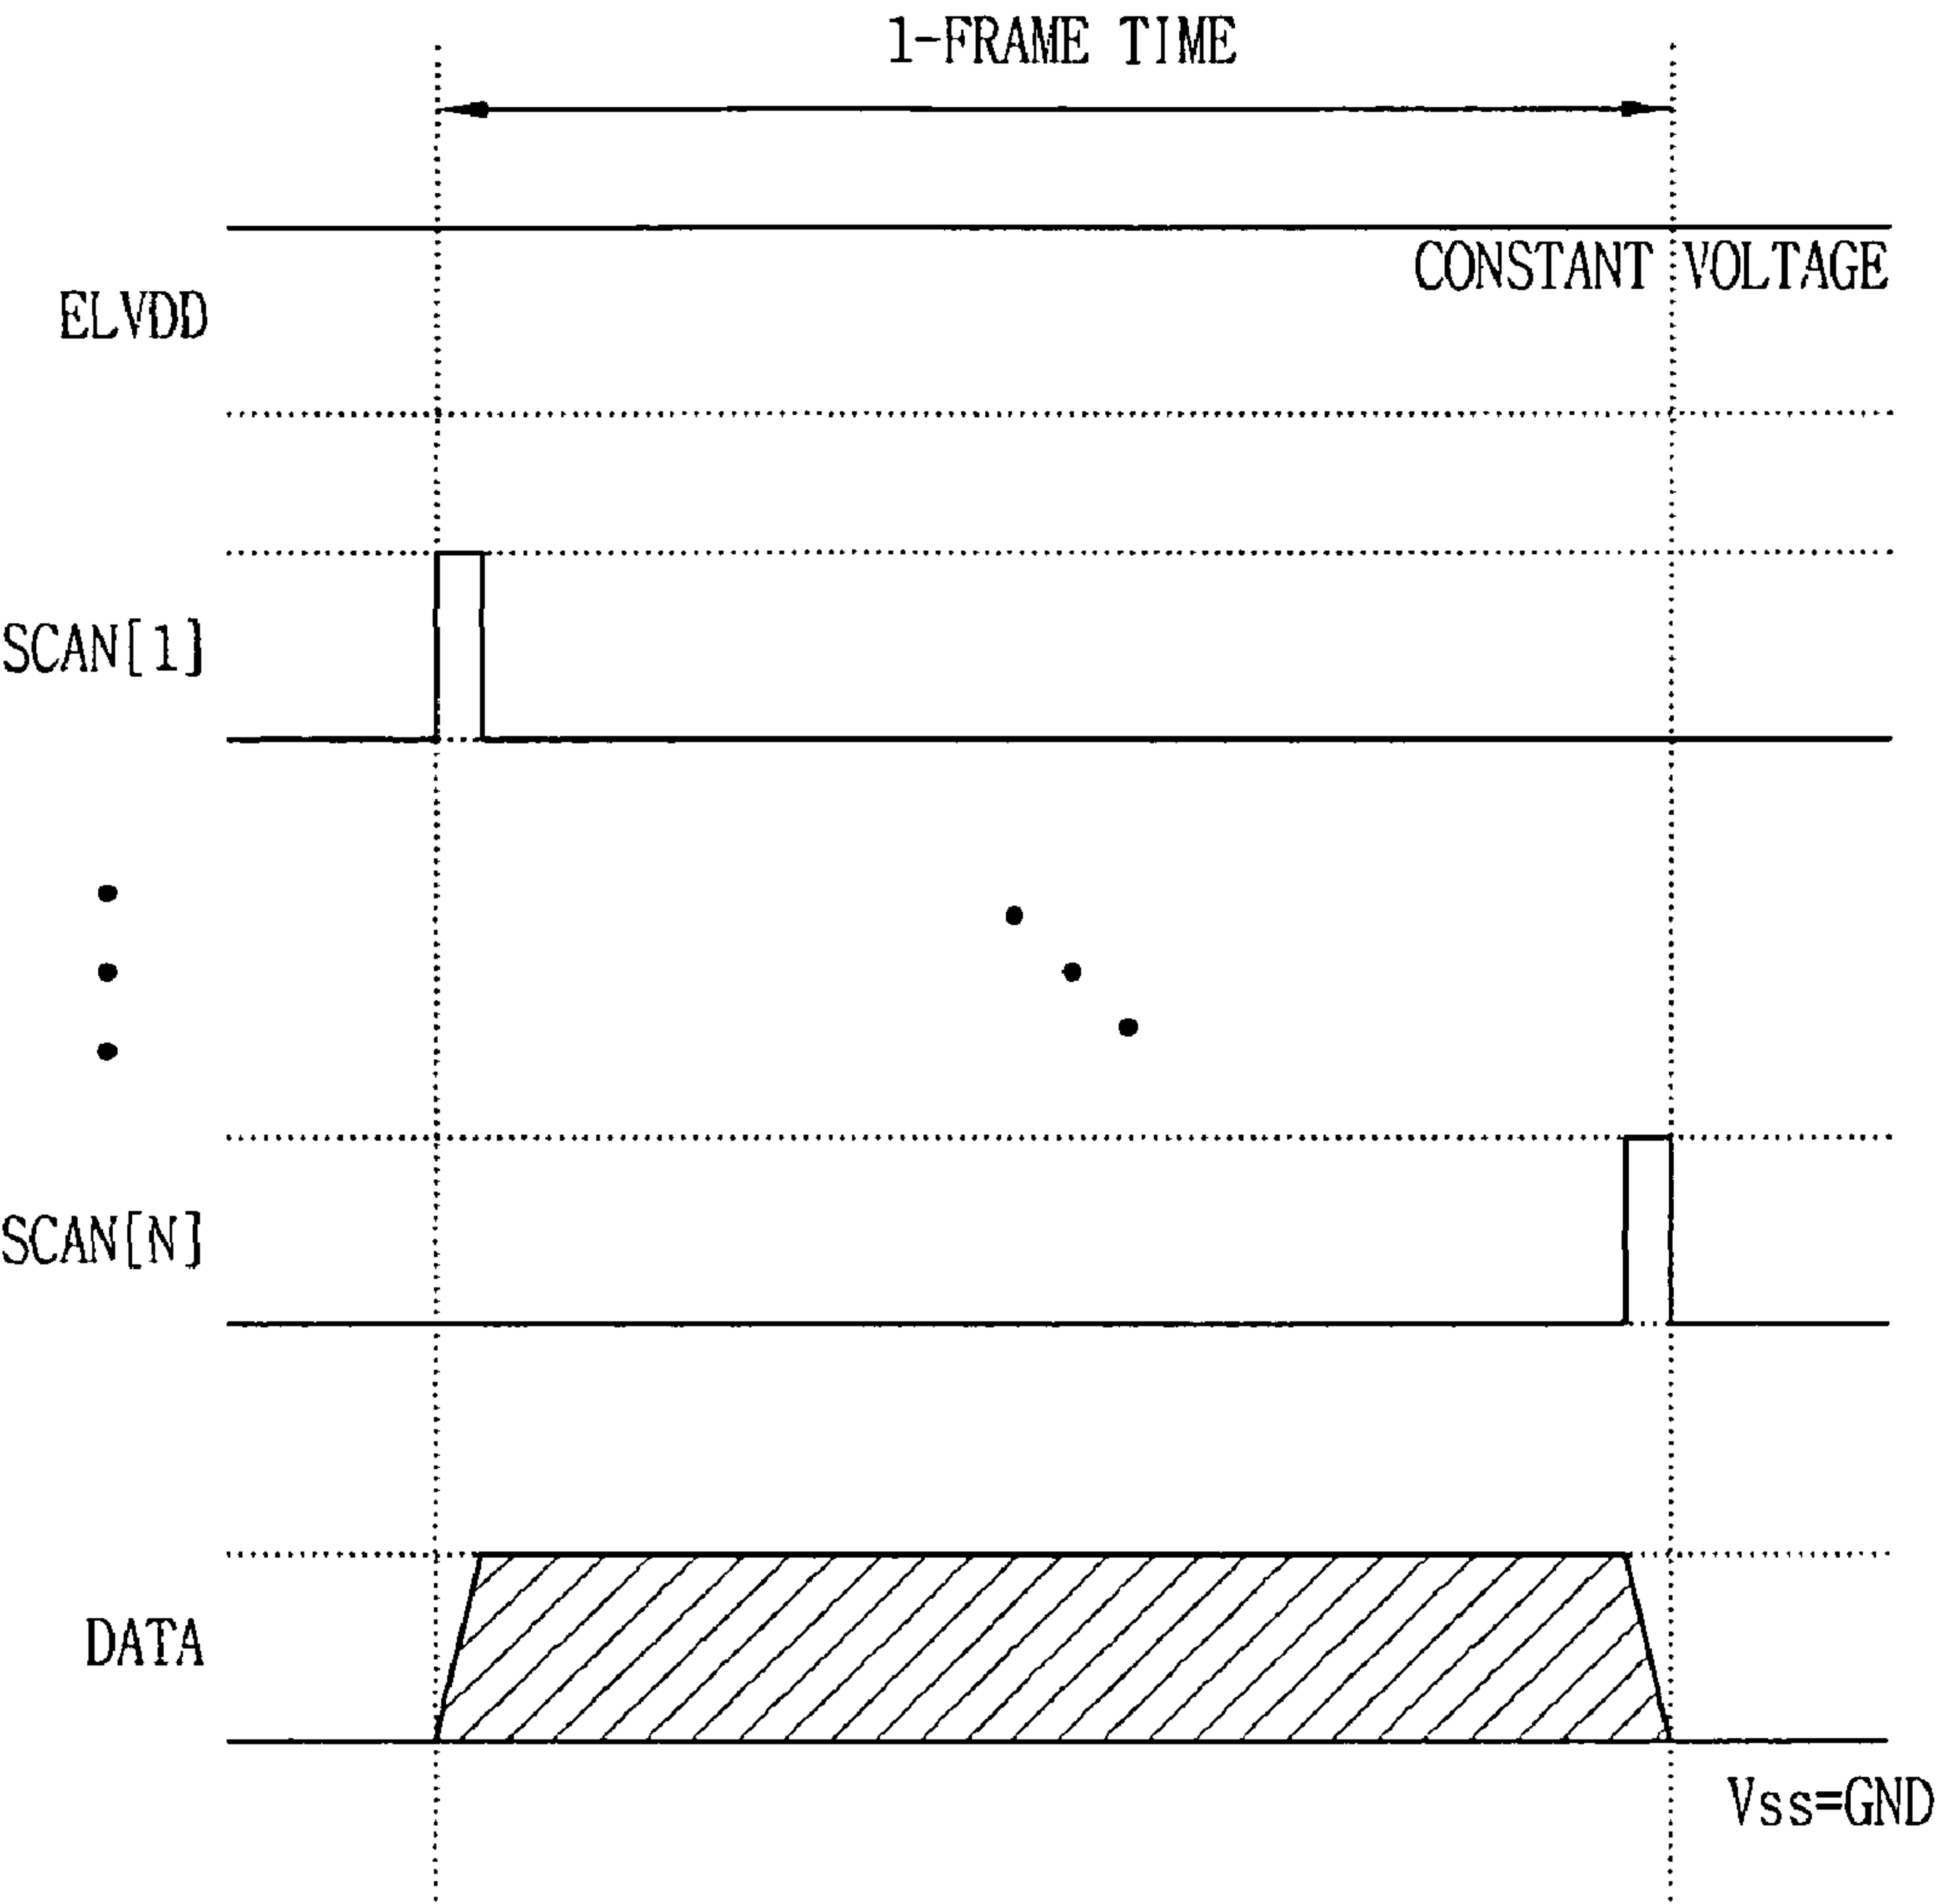 1-FRAME TIME
CONSTANT VOLTAGE
ELVDD
SCAN[1]
SCAN[N]
DATA
Vss=GND